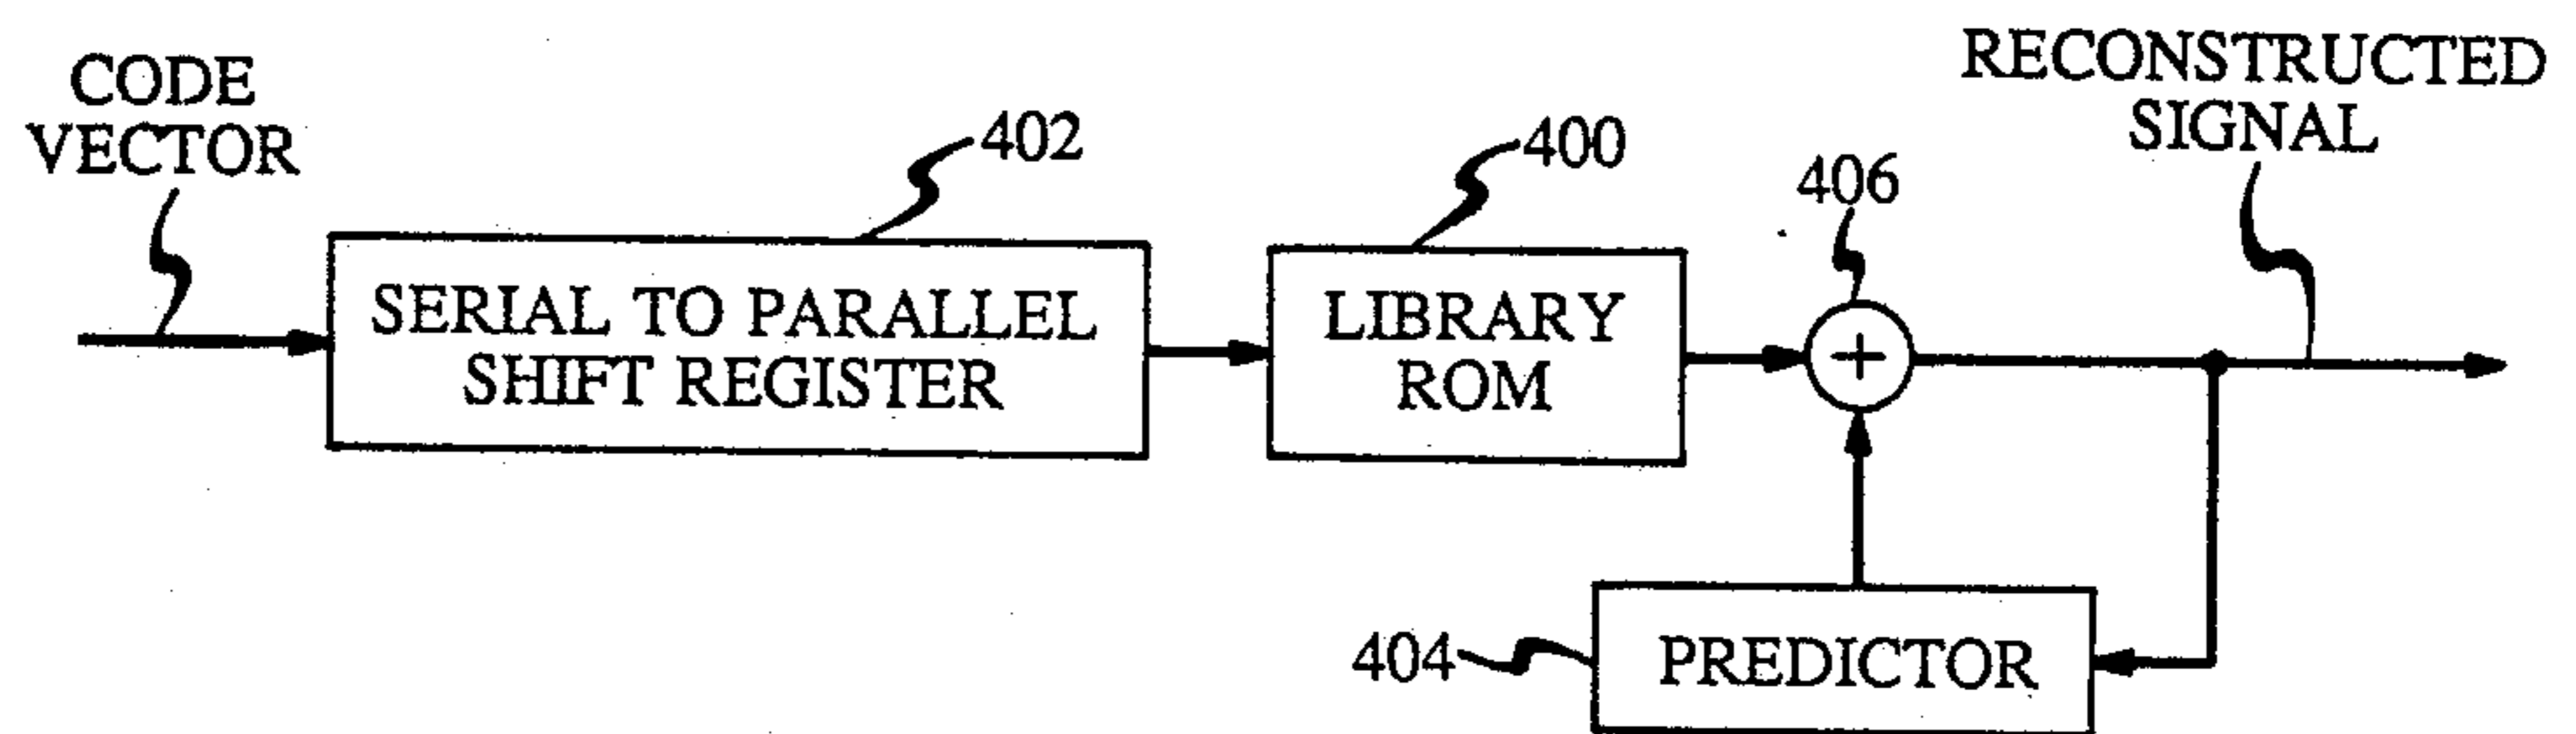 CODE
VECTOR
402
400
406
RECONSTRUCTED
SIGNAL
SERIAL TO PARALLEL
SHIFT REGISTER
LIBRARY
ROM
+
404
PREDICTOR